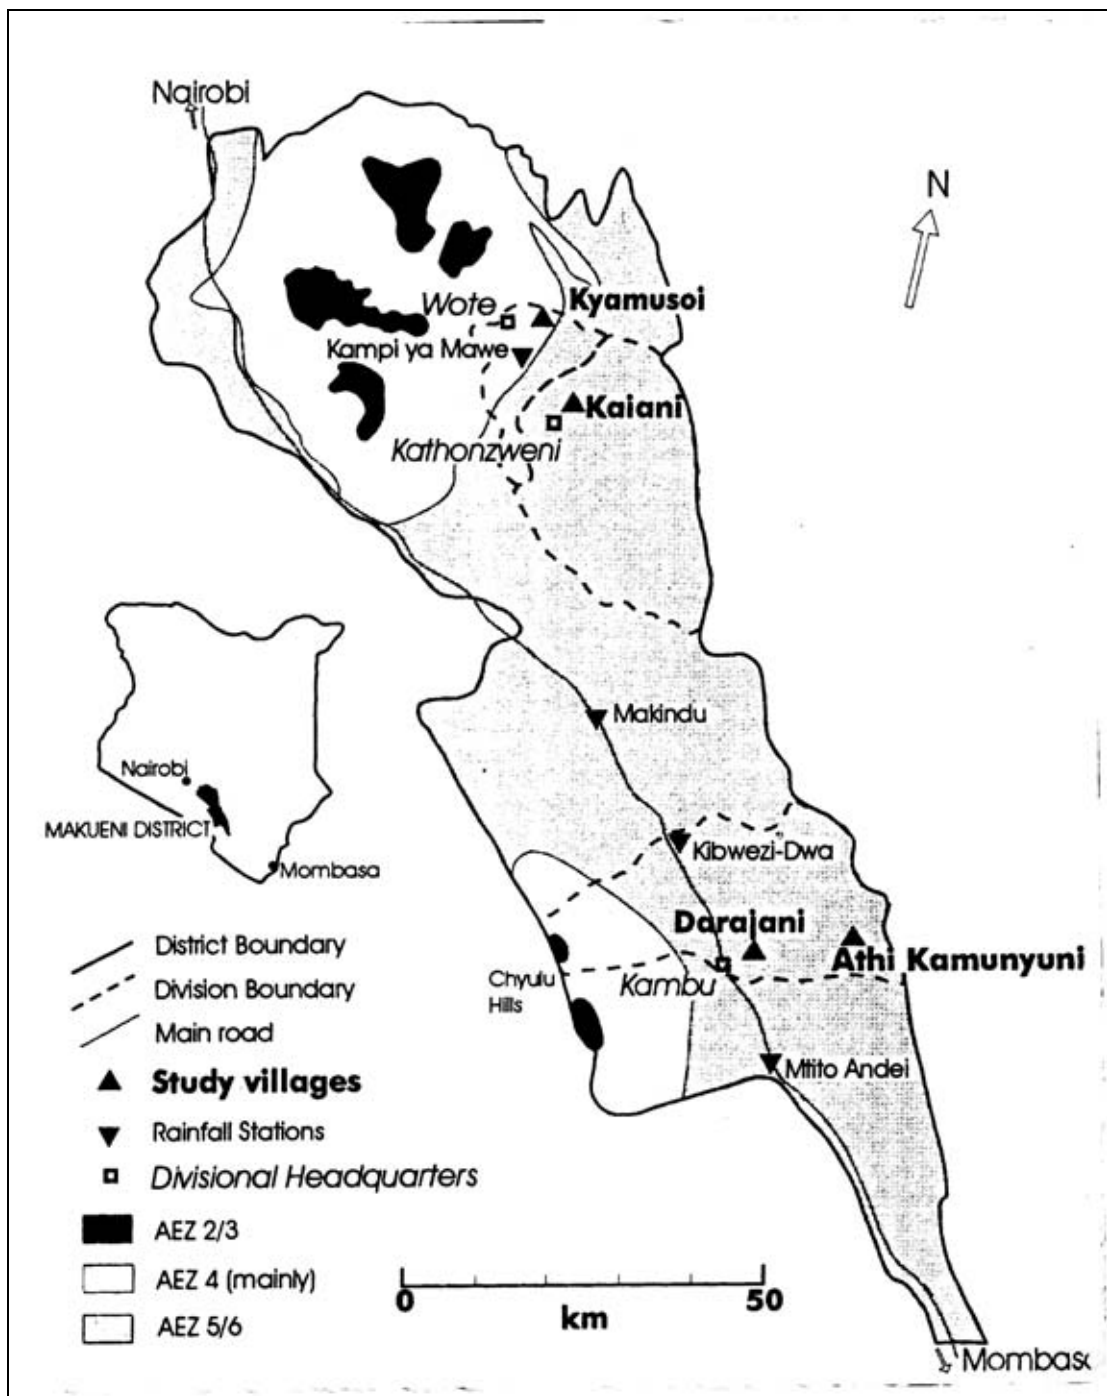 Nairobi
N
Kyamusoi
Wote
Kampi ya Mawe
Kaiani
Kathonzweni
Makindu
Nairobi
MAKUENI DISTRICT
Mombasa
Kibwezi-Dwa
Darajani
Athi Kamunyuni
Kambu
Chyulu
Hills
Mtito Andei
District Boundary
Division Boundary
Main road
Study villages
Rainfall Stations
Divisional Headquarters
AEZ 2/3
AEZ 4 (mainly)
AEZ 5/6
0 50
km
Mombasa